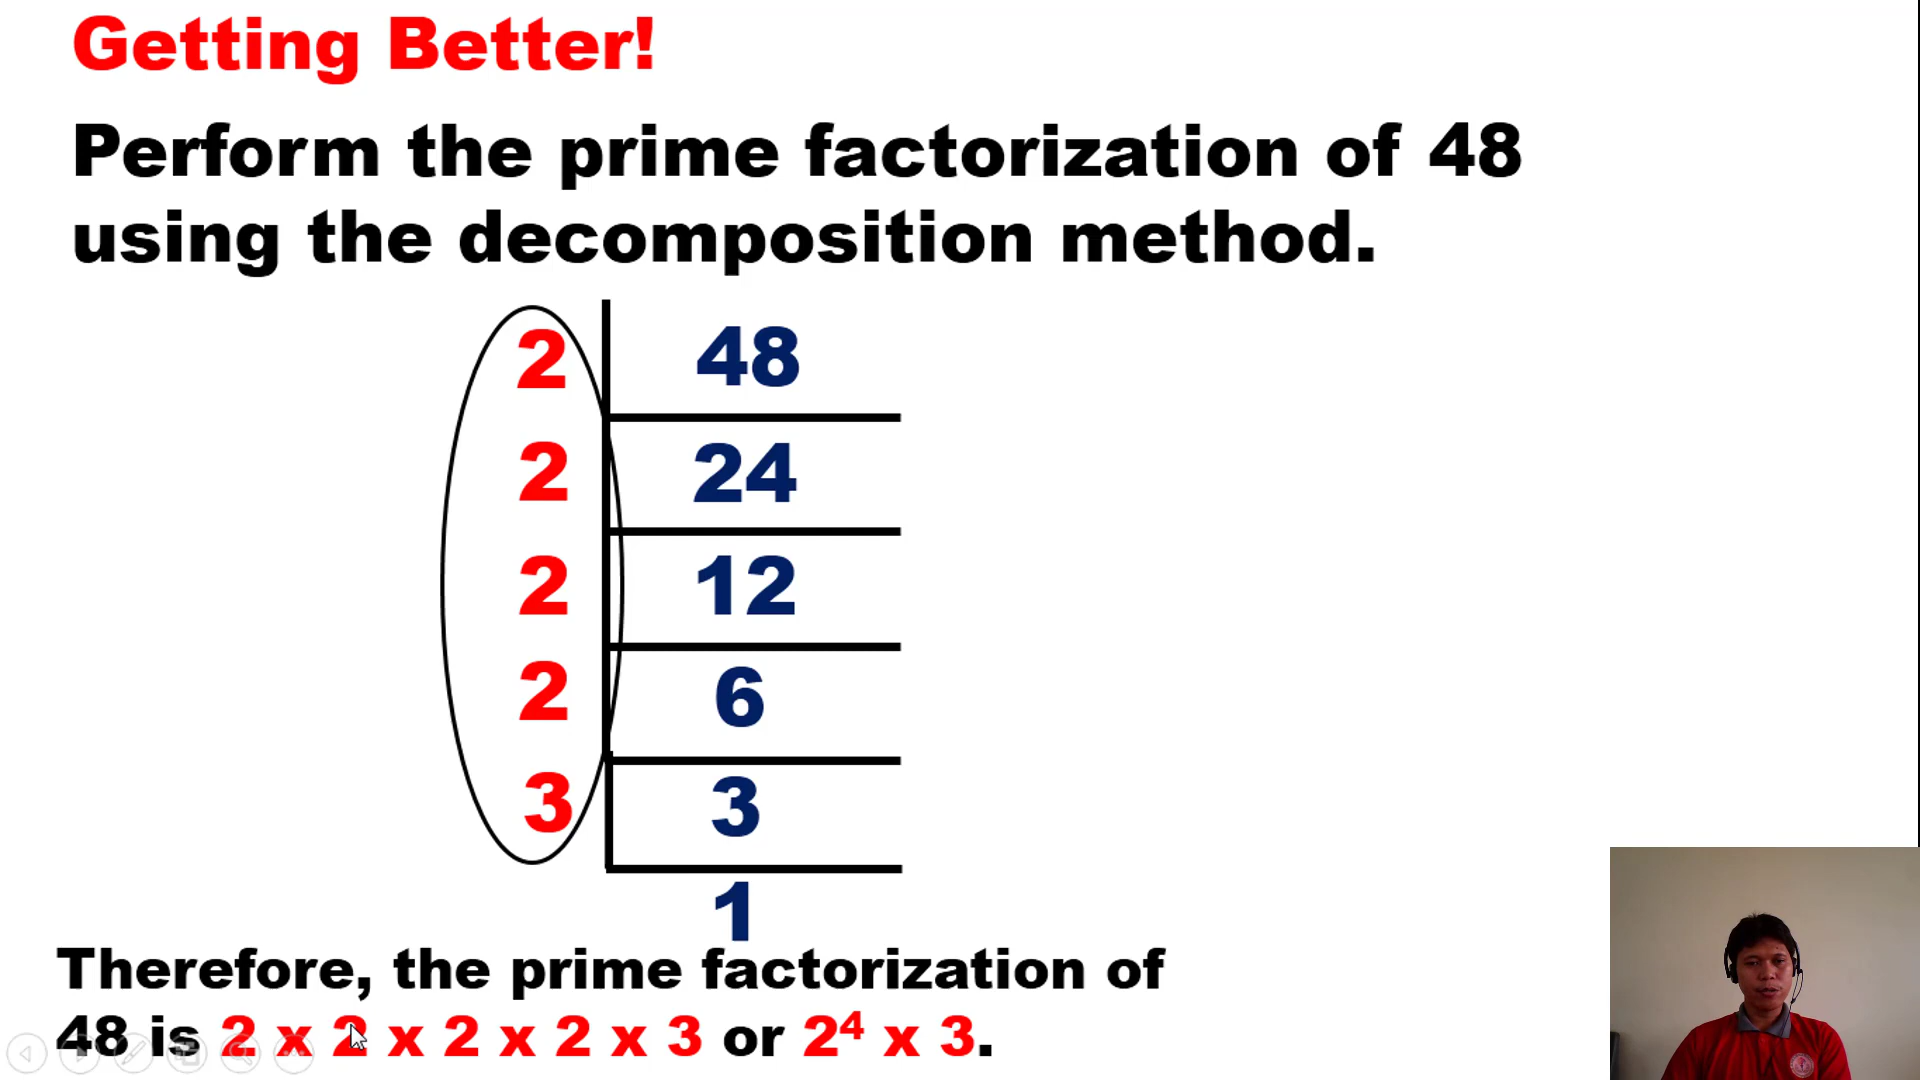 Getting Better!
Perform the prime factorization of 48
using the decomposition method.
2 48
2 24
2 12
2 6
3 3
1
Therefore, the prime factorization of
48 is 2 x 2 x 2 x 2 x 3 or 2⁴ x 3.